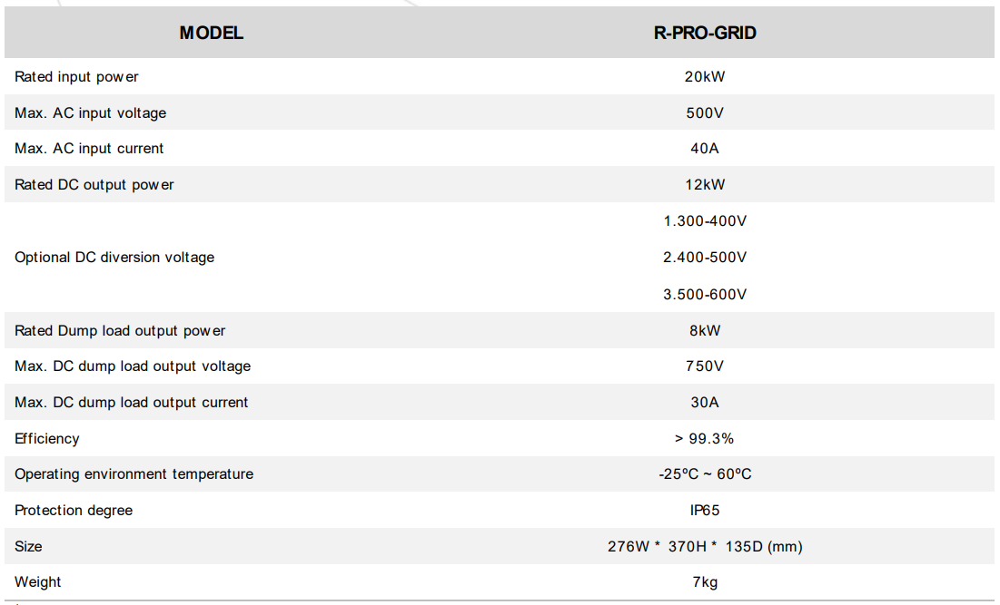 MODEL R-PRO-GRID
Rated input power 20kW
Max. AC input voltage 500V
Max. AC input current 40A
Rated DC output power 12kW
1.300-400V
Optional DC diversion voltage 2.400-500V
3.500-600V
Rated Dump load output power 8kW
Max. DC dump load output voltage 750V
Max. DC dump load output current 30A
Efficiency > 99.3%
Operating environment temperature -25ºC ~ 60ºC
Protection degree IP65
Size 276W * 370H * 135D (mm)
Weight 7kg